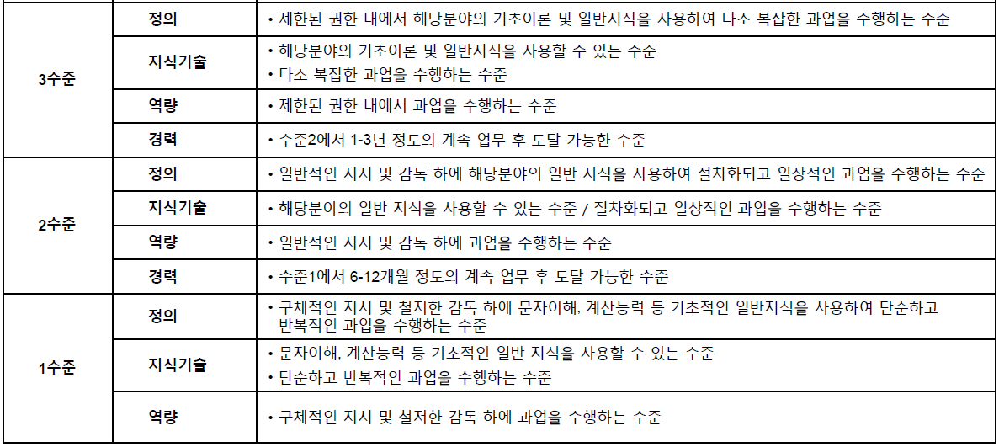 3수준
정의
• 제한된 권한 내에서 해당분야의 기초이론 및 일반지식을 사용하여 다소 복잡한 과업을 수행하는 수준
지식기술
• 해당분야의 기초이론 및 일반지식을 사용할 수 있는 수준
• 다소 복잡한 과업을 수행하는 수준
역량
• 제한된 권한 내에서 과업을 수행하는 수준
경력
• 수준2에서 1-3년 정도의 계속 업무 후 도달 가능한 수준
2수준
정의
• 일반적인 지시 및 감독 하에 해당분야의 일반 지식을 사용하여 절차화되고 일상적인 과업을 수행하는 수준
지식기술
• 해당분야의 일반 지식을 사용할 수 있는 수준 / 절차화되고 일상적인 과업을 수행하는 수준
역량
• 일반적인 지시 및 감독 하에 과업을 수행하는 수준
경력
• 수준1에서 6-12개월 정도의 계속 업무 후 도달 가능한 수준
1수준
정의
• 구체적인 지시 및 철저한 감독 하에 문자이해, 계산능력 등 기초적인 일반지식을 사용하여 단순하고
반복적인 과업을 수행하는 수준
지식기술
• 문자이해, 계산능력 등 기초적인 일반 지식을 사용할 수 있는 수준
• 단순하고 반복적인 과업을 수행하는 수준
역량
• 구체적인 지시 및 철저한 감독 하에 과업을 수행하는 수준